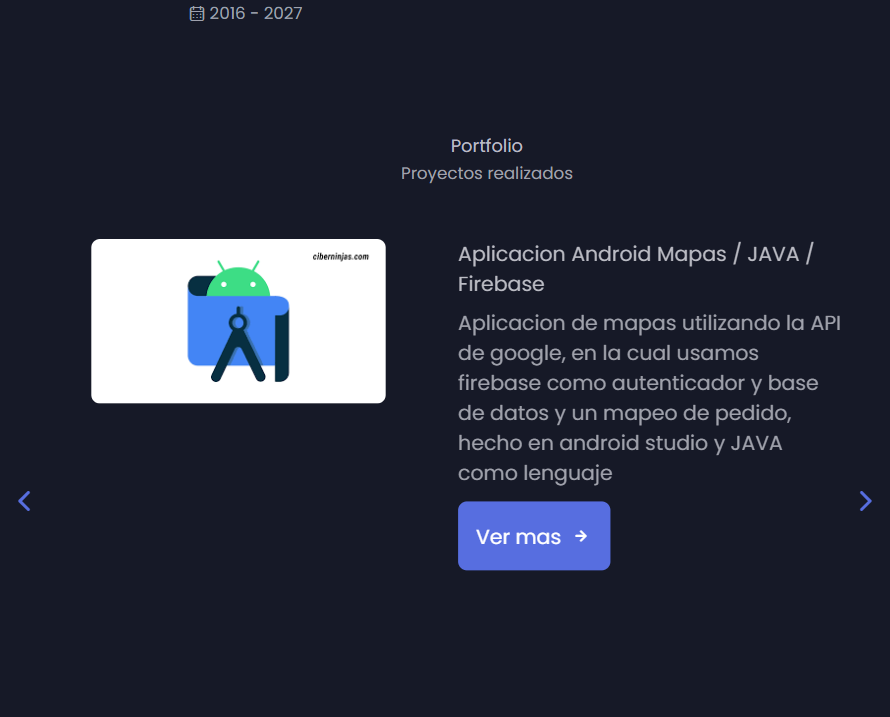 2016 - 2027
Portfolio
Proyectos realizados
ciberninjas.com
Aplicacion Android Mapas / JAVA /
Firebase
Aplicacion de mapas utilizando la API
de google, en la cual usamos
firebase como autenticador y base
de datos y un mapeo de pedido,
hecho en android studio y JAVA
como lenguaje
Ver mas